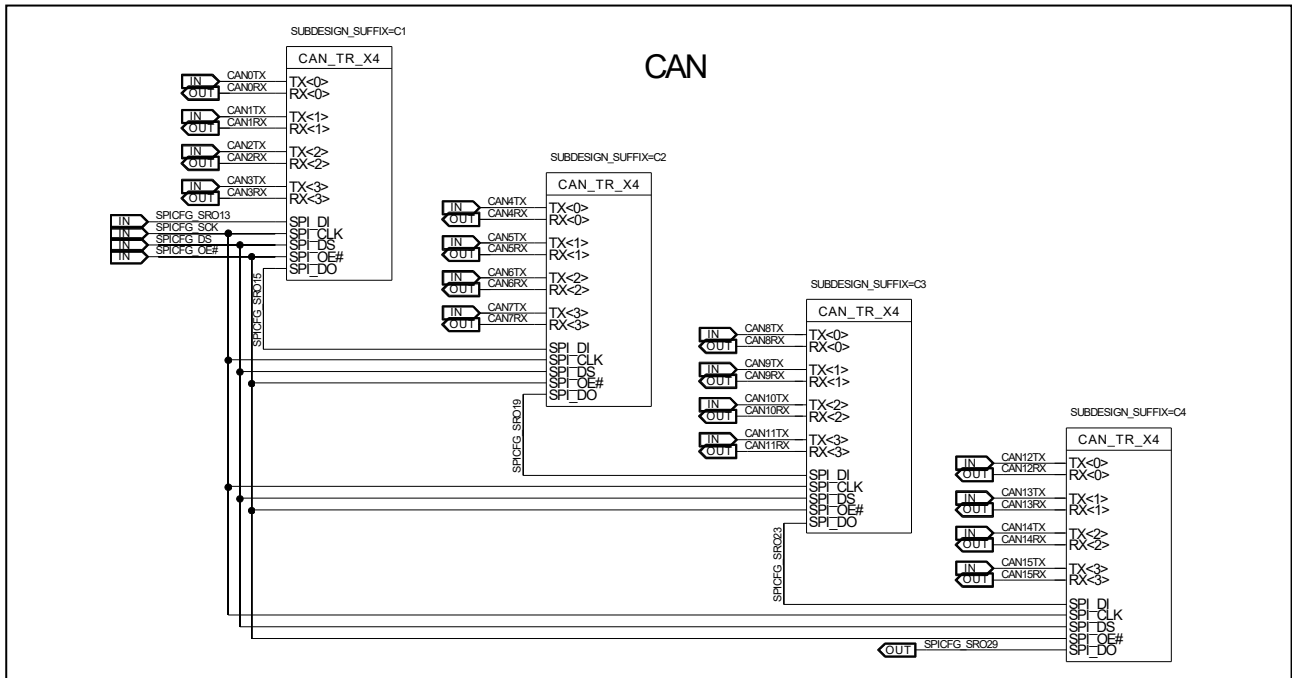 CAN
SUBDESIGN_SUFFIX=C1
CAN_TR_X4
IN CAN0TX TX<0>
OUT CAN0RX RX<0>
IN CAN1TX TX<1>
OUT CAN1RX RX<1>
IN CAN2TX TX<2>
OUT CAN2RX RX<2>
IN CAN3TX TX<3>
OUT CAN3RX RX<3>
IN SPICFG_SRO13 SPI_DI
IN SPICFG_SCK SPI_CLK
IN SPICFG_DS SPI_DS
IN SPICFG_OE# SPI_OE#
SPI_DO
SPICFG_SRO15
SUBDESIGN_SUFFIX=C2
CAN_TR_X4
IN CAN4TX TX<0>
OUT CAN4RX RX<0>
IN CAN5TX TX<1>
OUT CAN5RX RX<1>
IN CAN6TX TX<2>
OUT CAN6RX RX<2>
IN CAN7TX TX<3>
OUT CAN7RX RX<3>
SPI_DI
SPI_CLK
SPI_DS
SPI_OE#
SPI_DO
SPICFG_SRO19
SUBDESIGN_SUFFIX=C3
CAN_TR_X4
IN CAN8TX TX<0>
OUT CAN8RX RX<0>
IN CAN9TX TX<1>
OUT CAN9RX RX<1>
IN CAN10TX TX<2>
OUT CAN10RX RX<2>
IN CAN11TX TX<3>
OUT CAN11RX RX<3>
SPI_DI
SPI_CLK
SPI_DS
SPI_OE#
SPI_DO
SPICFG_SRO23
SUBDESIGN_SUFFIX=C4
CAN_TR_X4
IN CAN12TX TX<0>
OUT CAN12RX RX<0>
IN CAN13TX TX<1>
OUT CAN13RX RX<1>
IN CAN14TX TX<2>
OUT CAN14RX RX<2>
IN CAN15TX TX<3>
OUT CAN15RX RX<3>
SPI_DI
SPI_CLK
SPI_DS
SPI_OE#
OUT SPICFG_SRO29 SPI_DO